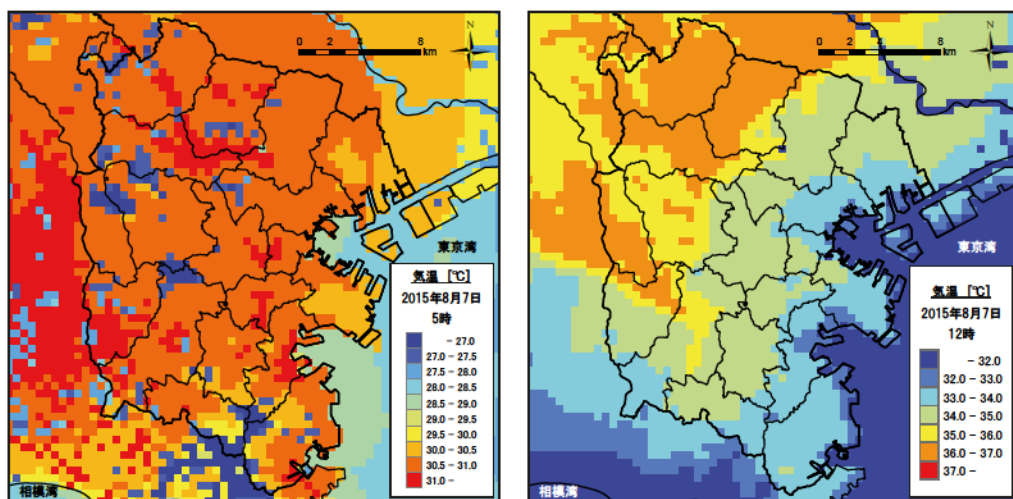 N
0 2 4 8
km
東京湾
気温 [℃]
2015年8月7日
5時
- 27.0
27.0 - 27.5
27.5 - 28.0
28.0 - 28.5
28.5 - 29.0
29.0 - 29.5
29.5 - 30.0
30.0 - 30.5
30.5 - 31.0
31.0 -
相模湾
N
0 2 4 8
km
東京湾
気温 [℃]
2015年8月7日
12時
- 32.0
32.0 - 33.0
33.0 - 34.0
34.0 - 35.0
35.0 - 36.0
36.0 - 37.0
37.0 -
相模湾